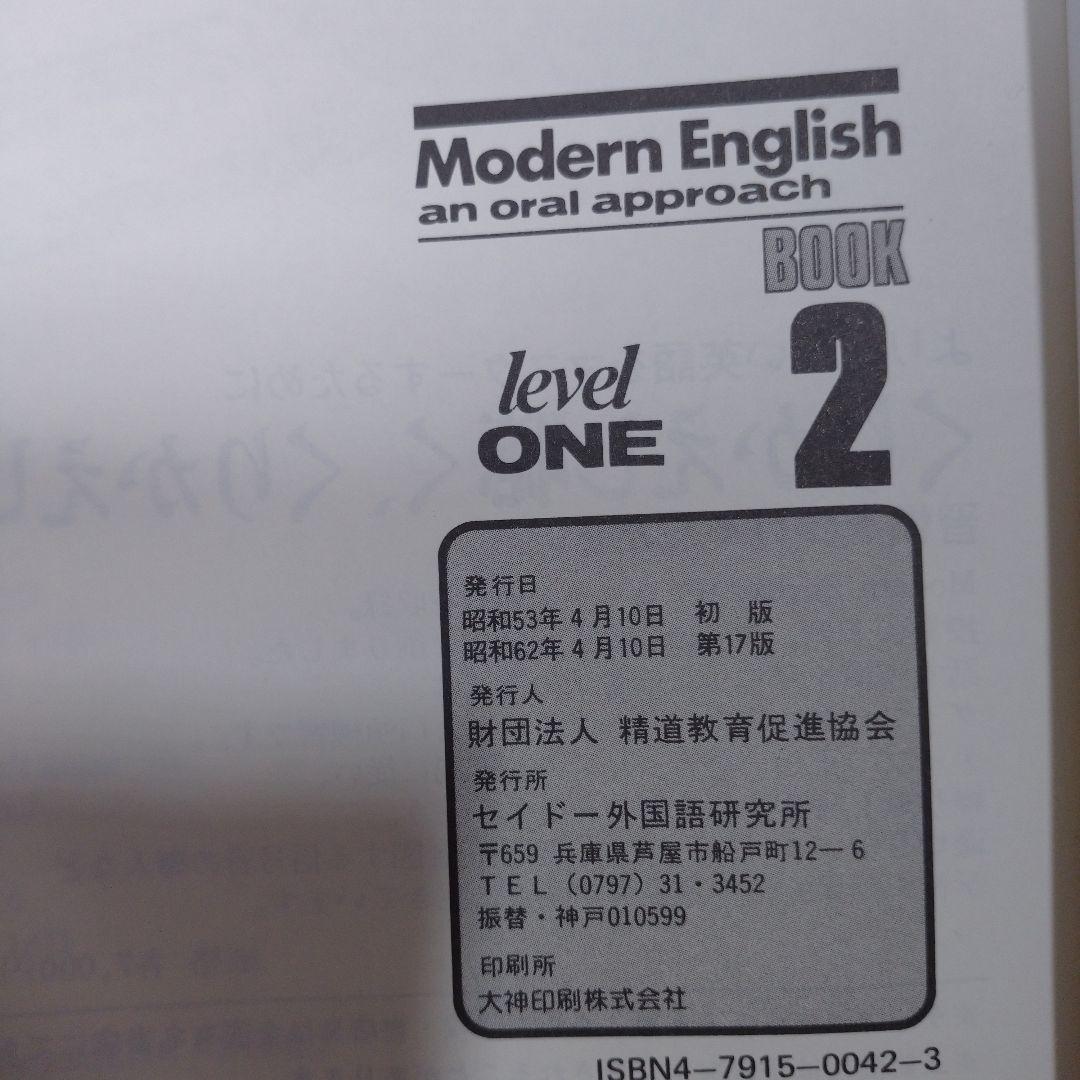 Modern English
an oral approach
BOOK
2
level
ONE
発行日
昭和53年4月10日 初 版
昭和62年4月10日 第17版
発行人
財団法人 精道教育促進協会
発行所
セイドー外国語研究所
〒659 兵庫県芦屋市船戸町12－6
TEL (0797) 31・3452
振替・神戸010599
印刷所
大神印刷株式会社
ISBN4-7915-0042-3